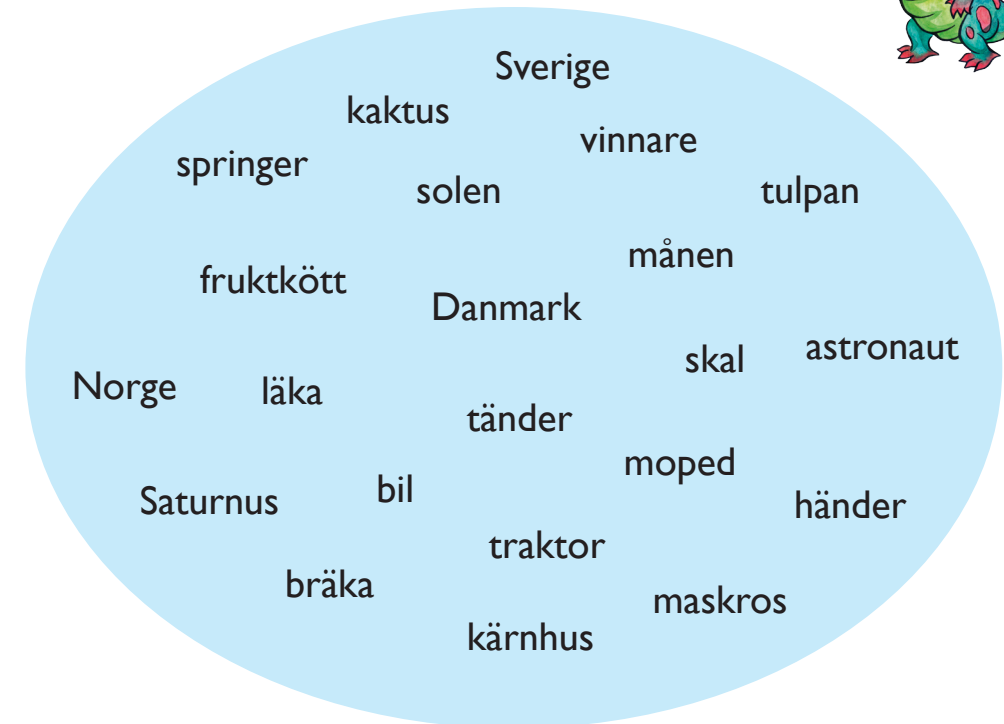 Sverige
kaktus
vinnare
springer
solen
tulpan
månen
fruktkött
Danmark
astronaut
skal
Norge
läka
tänder
moped
bil
Saturnus
händer
traktor
bräka
maskros
kärnhus